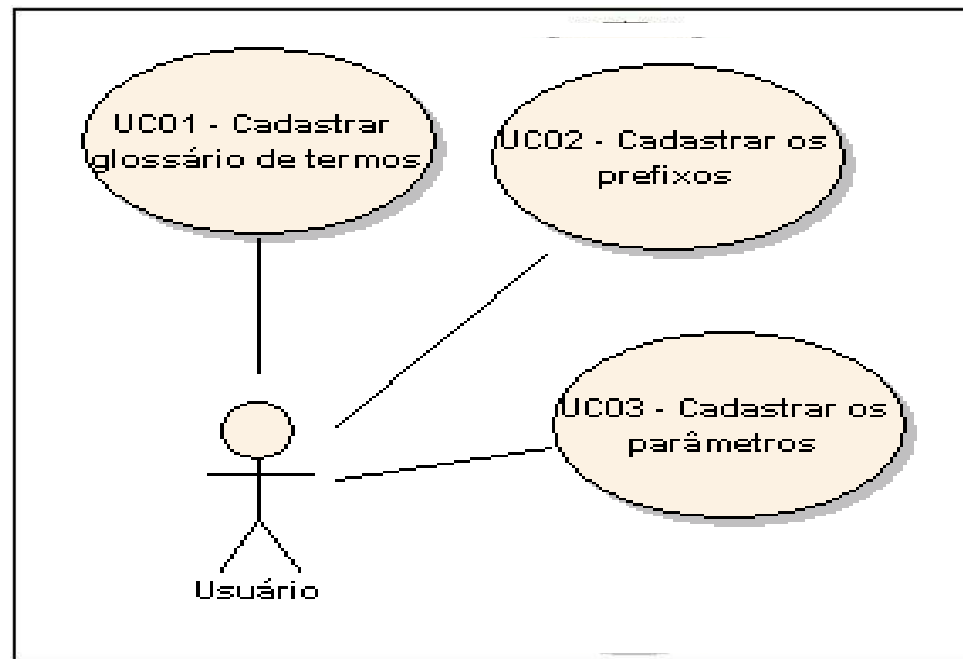 UC01 - Cadastrar
glossário de termos
UC02 - Cadastrar os
prefixos
UC03 - Cadastrar os
parâmetros
Usuário